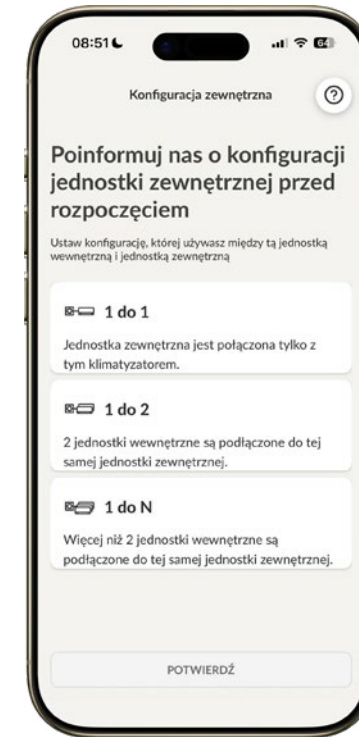 08:51
64
Konfiguracja zewnętrzna
?
Poinformuj nas o konfiguracji
jednostki zewnętrznej przed
rozpoczęciem
Ustaw konfigurację, której używasz między tą jednostką
wewnętrzną i jednostką zewnętrzną
1 do 1
Jednostka zewnętrzna jest połączona tylko z
tym klimatyzatorem.
1 do 2
2 jednostki wewnętrzne są podłączone do tej
samej jednostki zewnętrznej.
1 do N
Więcej niż 2 jednostki wewnętrzne są
podłączone do tej samej jednostki zewnętrznej.
POTWIERDŹ